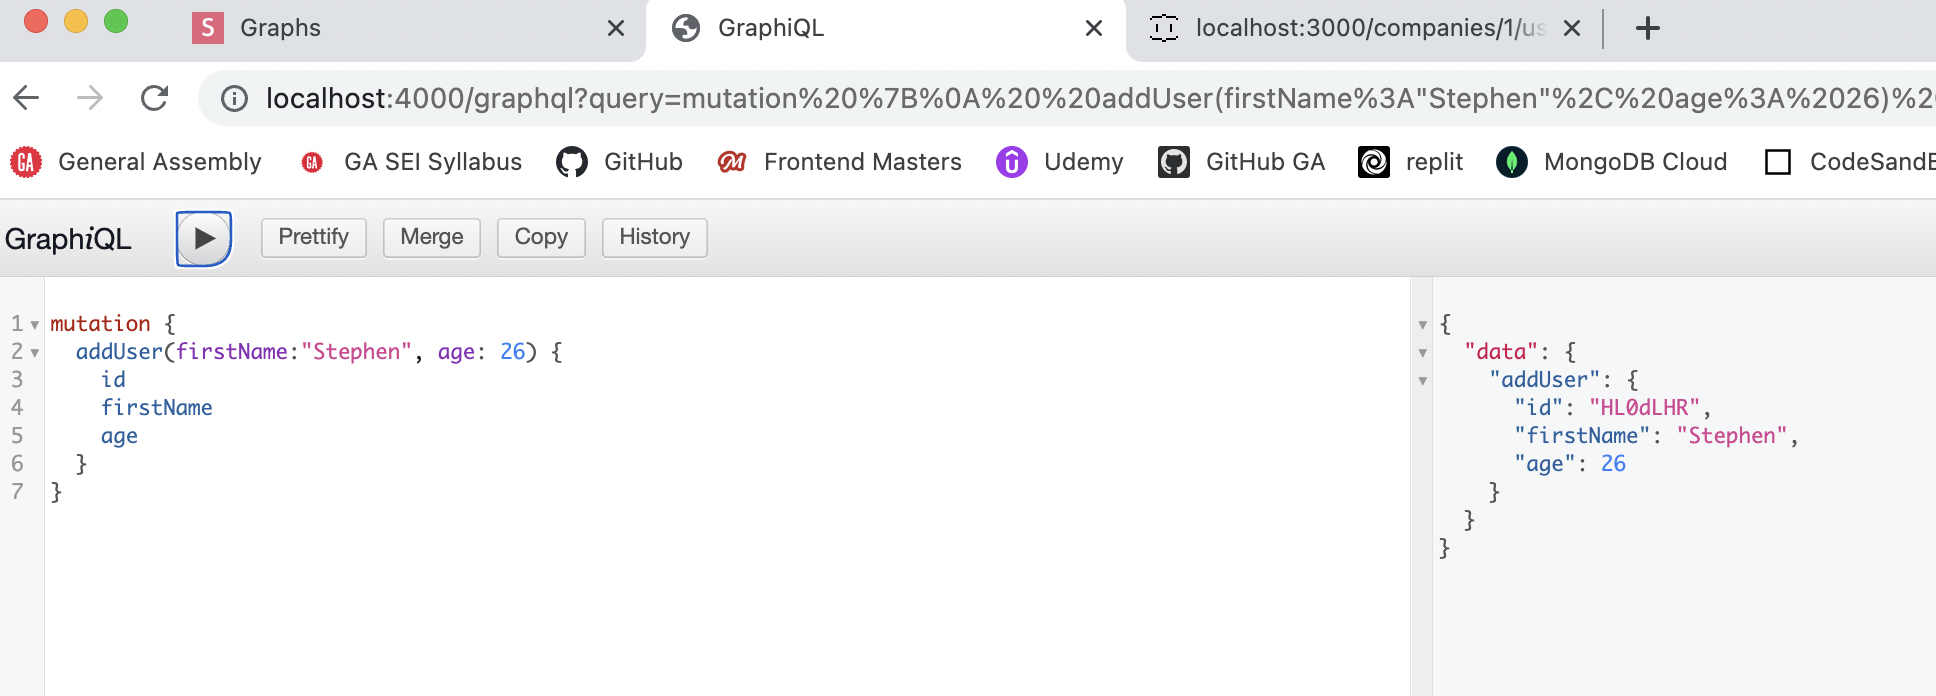 S Graphs GraphiQL localhost:3000/companies/1/us
localhost:4000/graphql?query=mutation%20%7B%0A%20%20addUser(firstName%3A"Stephen"%2C%20age%3A%2026)%2
GA General Assembly GA GA SEI Syllabus GitHub Frontend Masters Udemy GitHub GA replit MongoDB Cloud CodeSandB
GraphiQL Prettify Merge Copy History
1 mutation {
2 addUser(firstName:"Stephen", age: 26) {
3 id
4 firstName
5 age
6 }
7 }
{
"data": {
"addUser": {
"id": "HL0dLHR",
"firstName": "Stephen",
"age": 26
}
}
}